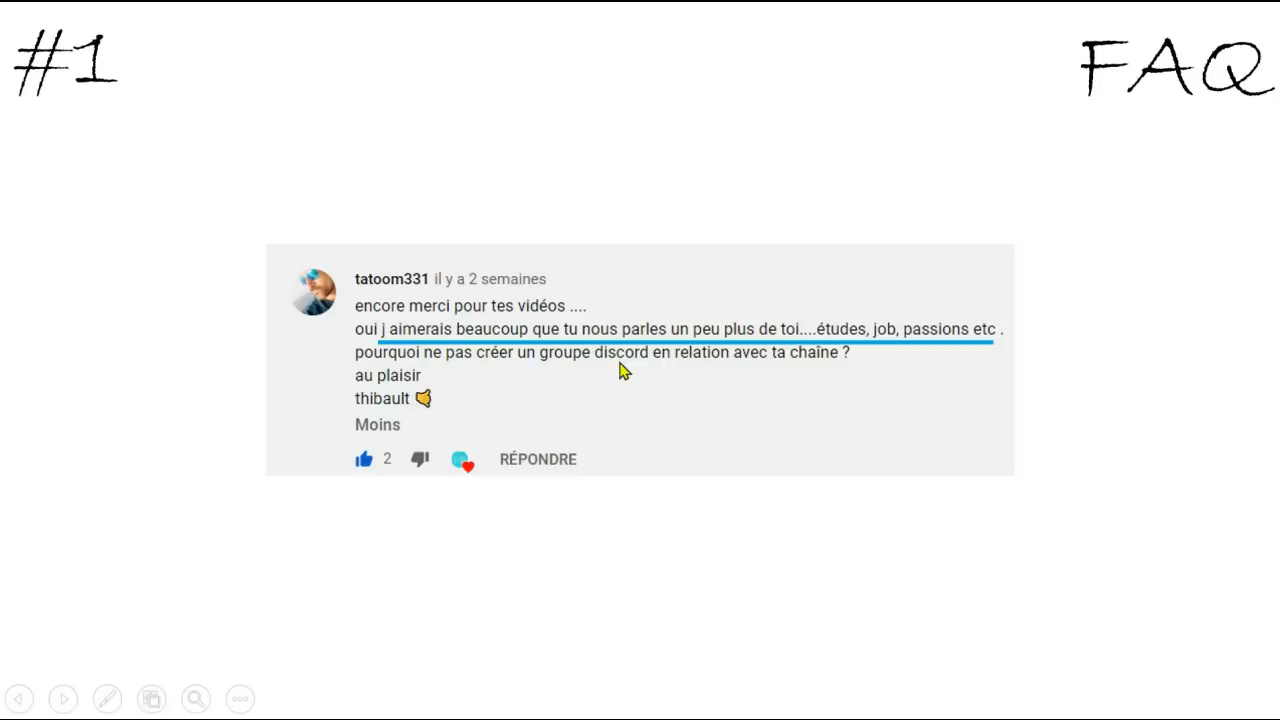 #1
FAQ
tatoom331 il y a 2 semaines
encore merci pour tes vidéos ....
oui j aimerais beaucoup que tu nous parles un peu plus de toi....études, job, passions etc .
pourquoi ne pas créer un groupe discord en relation avec ta chaîne ?
au plaisir
thibault
Moins
2
RÉPONDRE